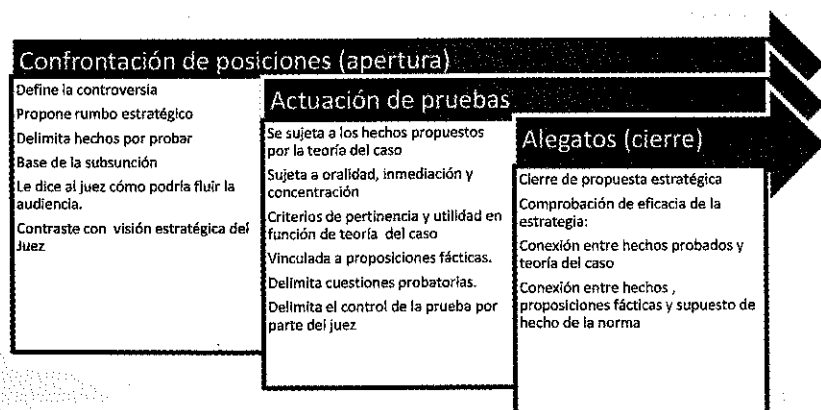 Confrontación de posiciones (apertura)
Define la controversia
Propone rumbo estratégico
Delimita hechos por probar
Base de la subsunción
Le dice al juez cómo podría fluir la
audiencia.
Contraste con visión estratégica del
Juez
Actuación de pruebas
Se sujeta a los hechos propuestos
por la teoría del caso
Sujeta a oralidad, inmediación y
concentración
Criterios de pertinencia y utilidad en
función de teoría del caso
Vinculada a proposiciones fácticas.
Delimita cuestiones probatorias.
Delimita el control de la prueba por
parte del juez
Alegatos (cierre)
Cierre de propuesta estratégica
Comprobación de eficacia de la
estrategia:
Conexión entre hechos probados y
teoría del caso
Conexión entre hechos ,
proposiciones fácticas y supuesto de
hecho de la norma